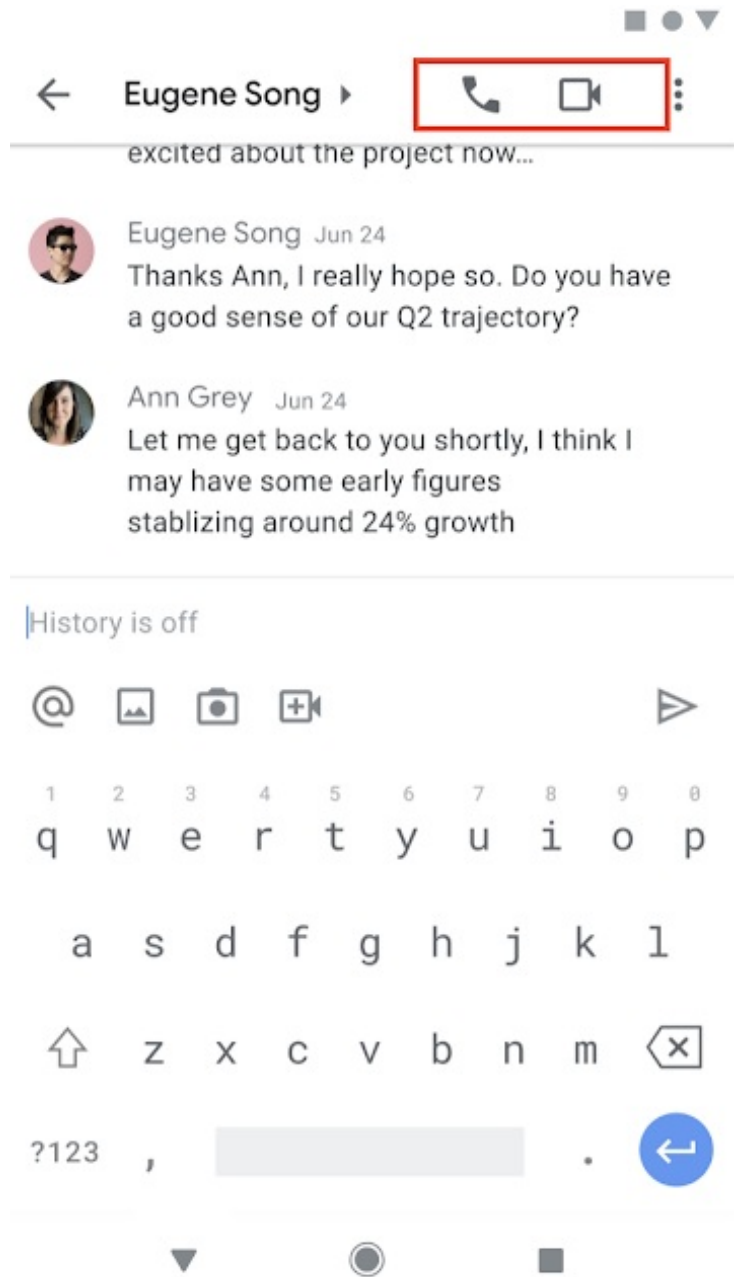 Eugene Song
excited about the project now...
Eugene Song Jun 24
Thanks Ann, I really hope so. Do you have
a good sense of our Q2 trajectory?
Ann Grey Jun 24
Let me get back to you shortly, I think I
may have some early figures
stablizing around 24% growth
History is off
@
1 2 3 4 5 6 7 8 9 0
q w e r t y u i o p
a s d f g h j k l
z x c v b n m
?123 , .